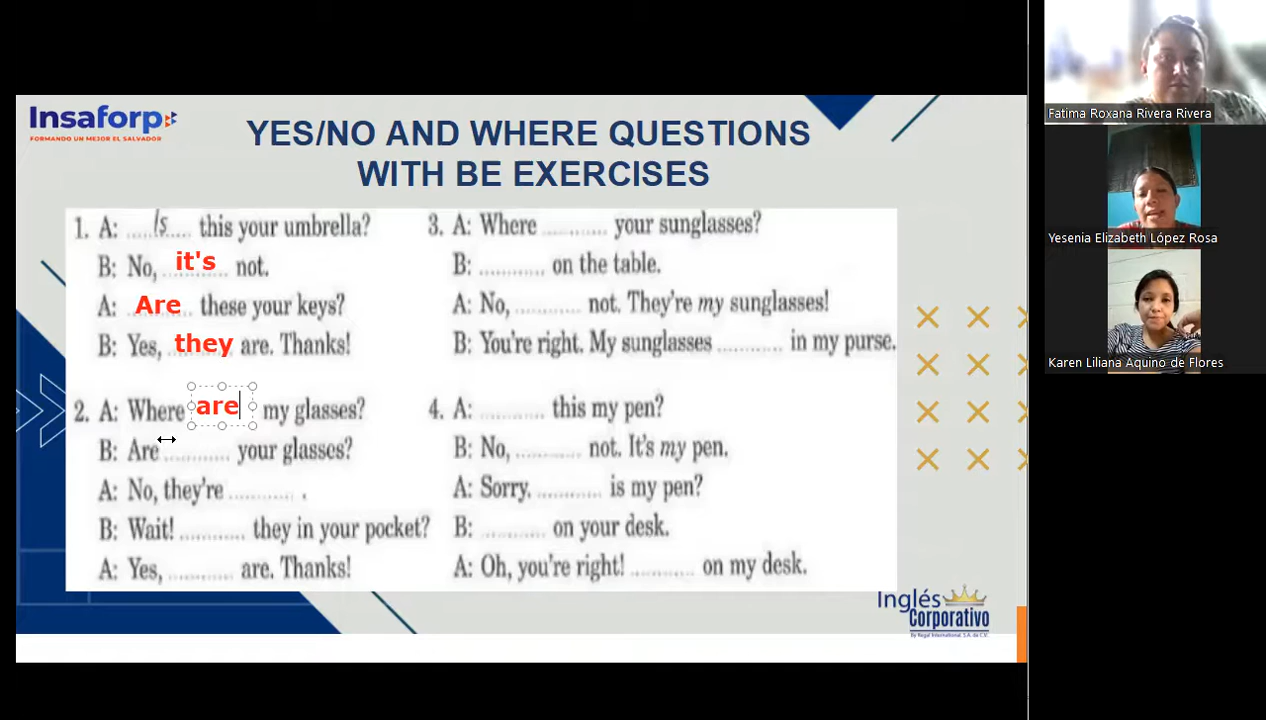 Insaforp
FORMANDO UN MEJOR EL SALVADOR
YES/NO AND WHERE QUESTIONS
WITH BE EXERCISES
1. A: Is this your umbrella?
B: No, it's not.
A: Are these your keys?
B: Yes, they are. Thanks!
2. A: Where are my glasses?
B: Are ............ your glasses?
A: No, they're ............ .
B: Wait! ............ they in your pocket?
A: Yes, ............ are. Thanks!
3. A: Where ............ your sunglasses?
B: ............ on the table.
A: No, ............ not. They're my sunglasses!
B: You're right. My sunglasses ............ in my purse.
4. A: ............ this my pen?
B: No, ............ not. It's my pen.
A: Sorry. ............ is my pen?
B: ............ on your desk.
A: Oh, you're right! ............ on my desk.
Inglés
Corporativo
By Regal International, S.A. de C.V.
Fatima Roxana Rivera Rivera
Yesenia Elizabeth López Rosa
Karen Liliana Aquino de Flores